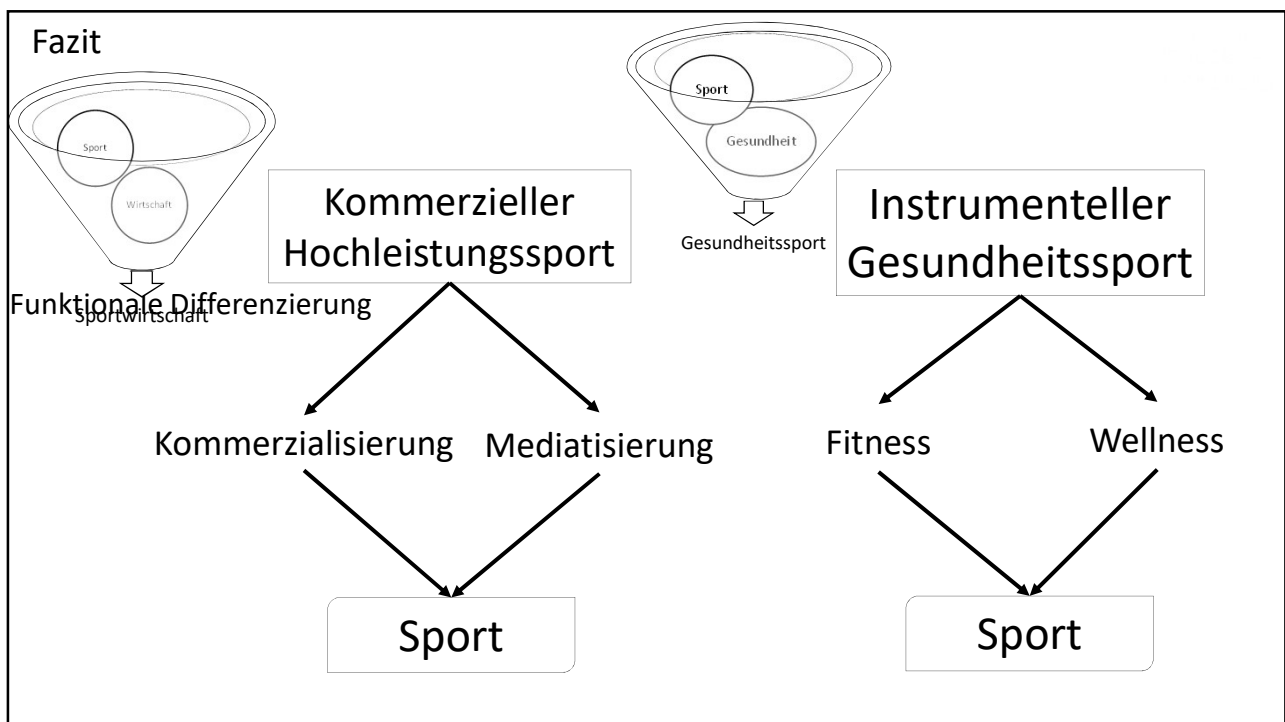 Fazit
Sport
Wirtschaft
Funktionale Differenzierung
Sportwirtschaft
Kommerzieller
Hochleistungssport
Kommerzialisierung
Mediatisierung
Sport
Sport
Gesundheit
Gesundheitssport
Instrumenteller
Gesundheitssport
Fitness
Wellness
Sport